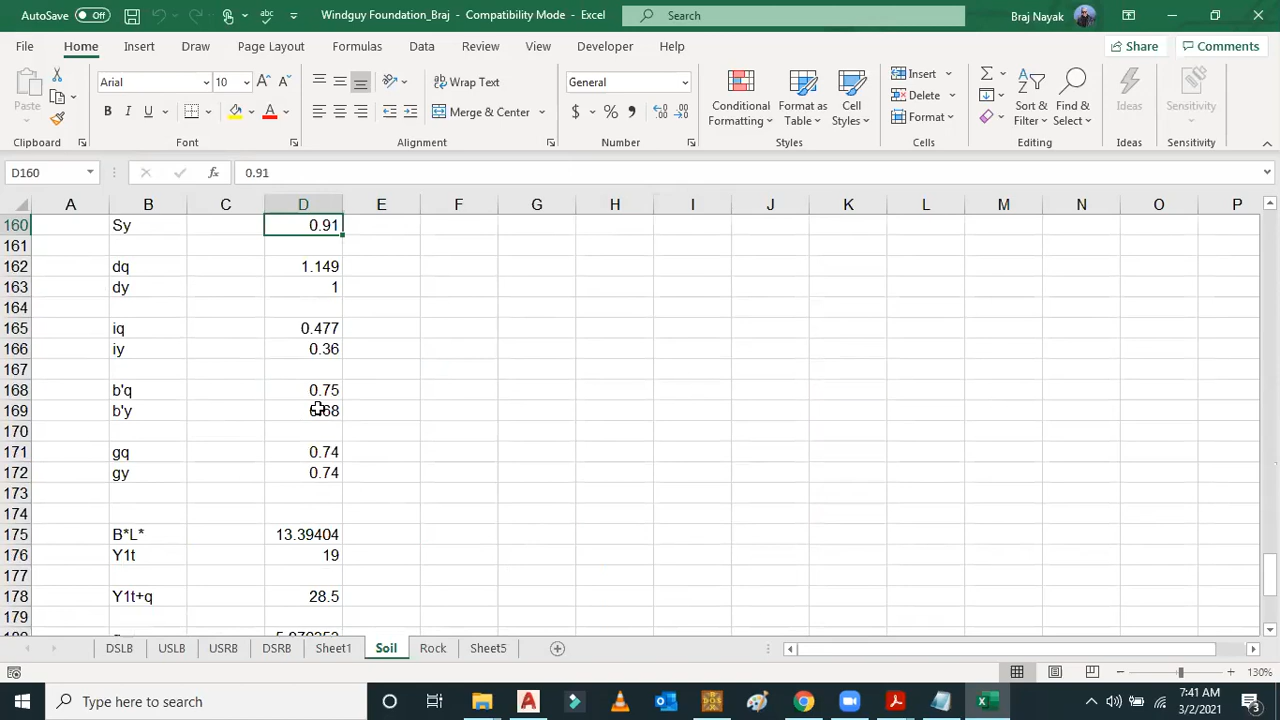 AutoSave Off Windguy Foundation_Braj - Compatibility Mode - Excel Search Braj Nayak
File Home Insert Draw Page Layout Formulas Data Review View Developer Help Share Comments
Paste Arial 10 Wrap Text General Conditional Formatting Format as Table Cell Styles Insert Delete Format Sort & Filter Find & Select Ideas Sensitivity
B I U A Merge & Center $ % ,
Clipboard Font Alignment Number Styles Cells Editing Ideas Sensitivity
D160 fx 0.91
A B C D E F G H I J K L M N O P
160 Sy 0.91
161
162 dq 1.149
163 dy 1
164
165 iq 0.477
166 iy 0.36
167
168 b'q 0.75
169 b'y
170
171 gq 0.74
172 gy 0.74
173
174
175 B*L* 13.39404
176 Y1t 19
177
178 Y1t+q 28.5
179
DSLB USLB USRB DSRB Sheet1 Soil Rock Sheet5
130%
Type here to search 7:41 AM
3/2/2021 3